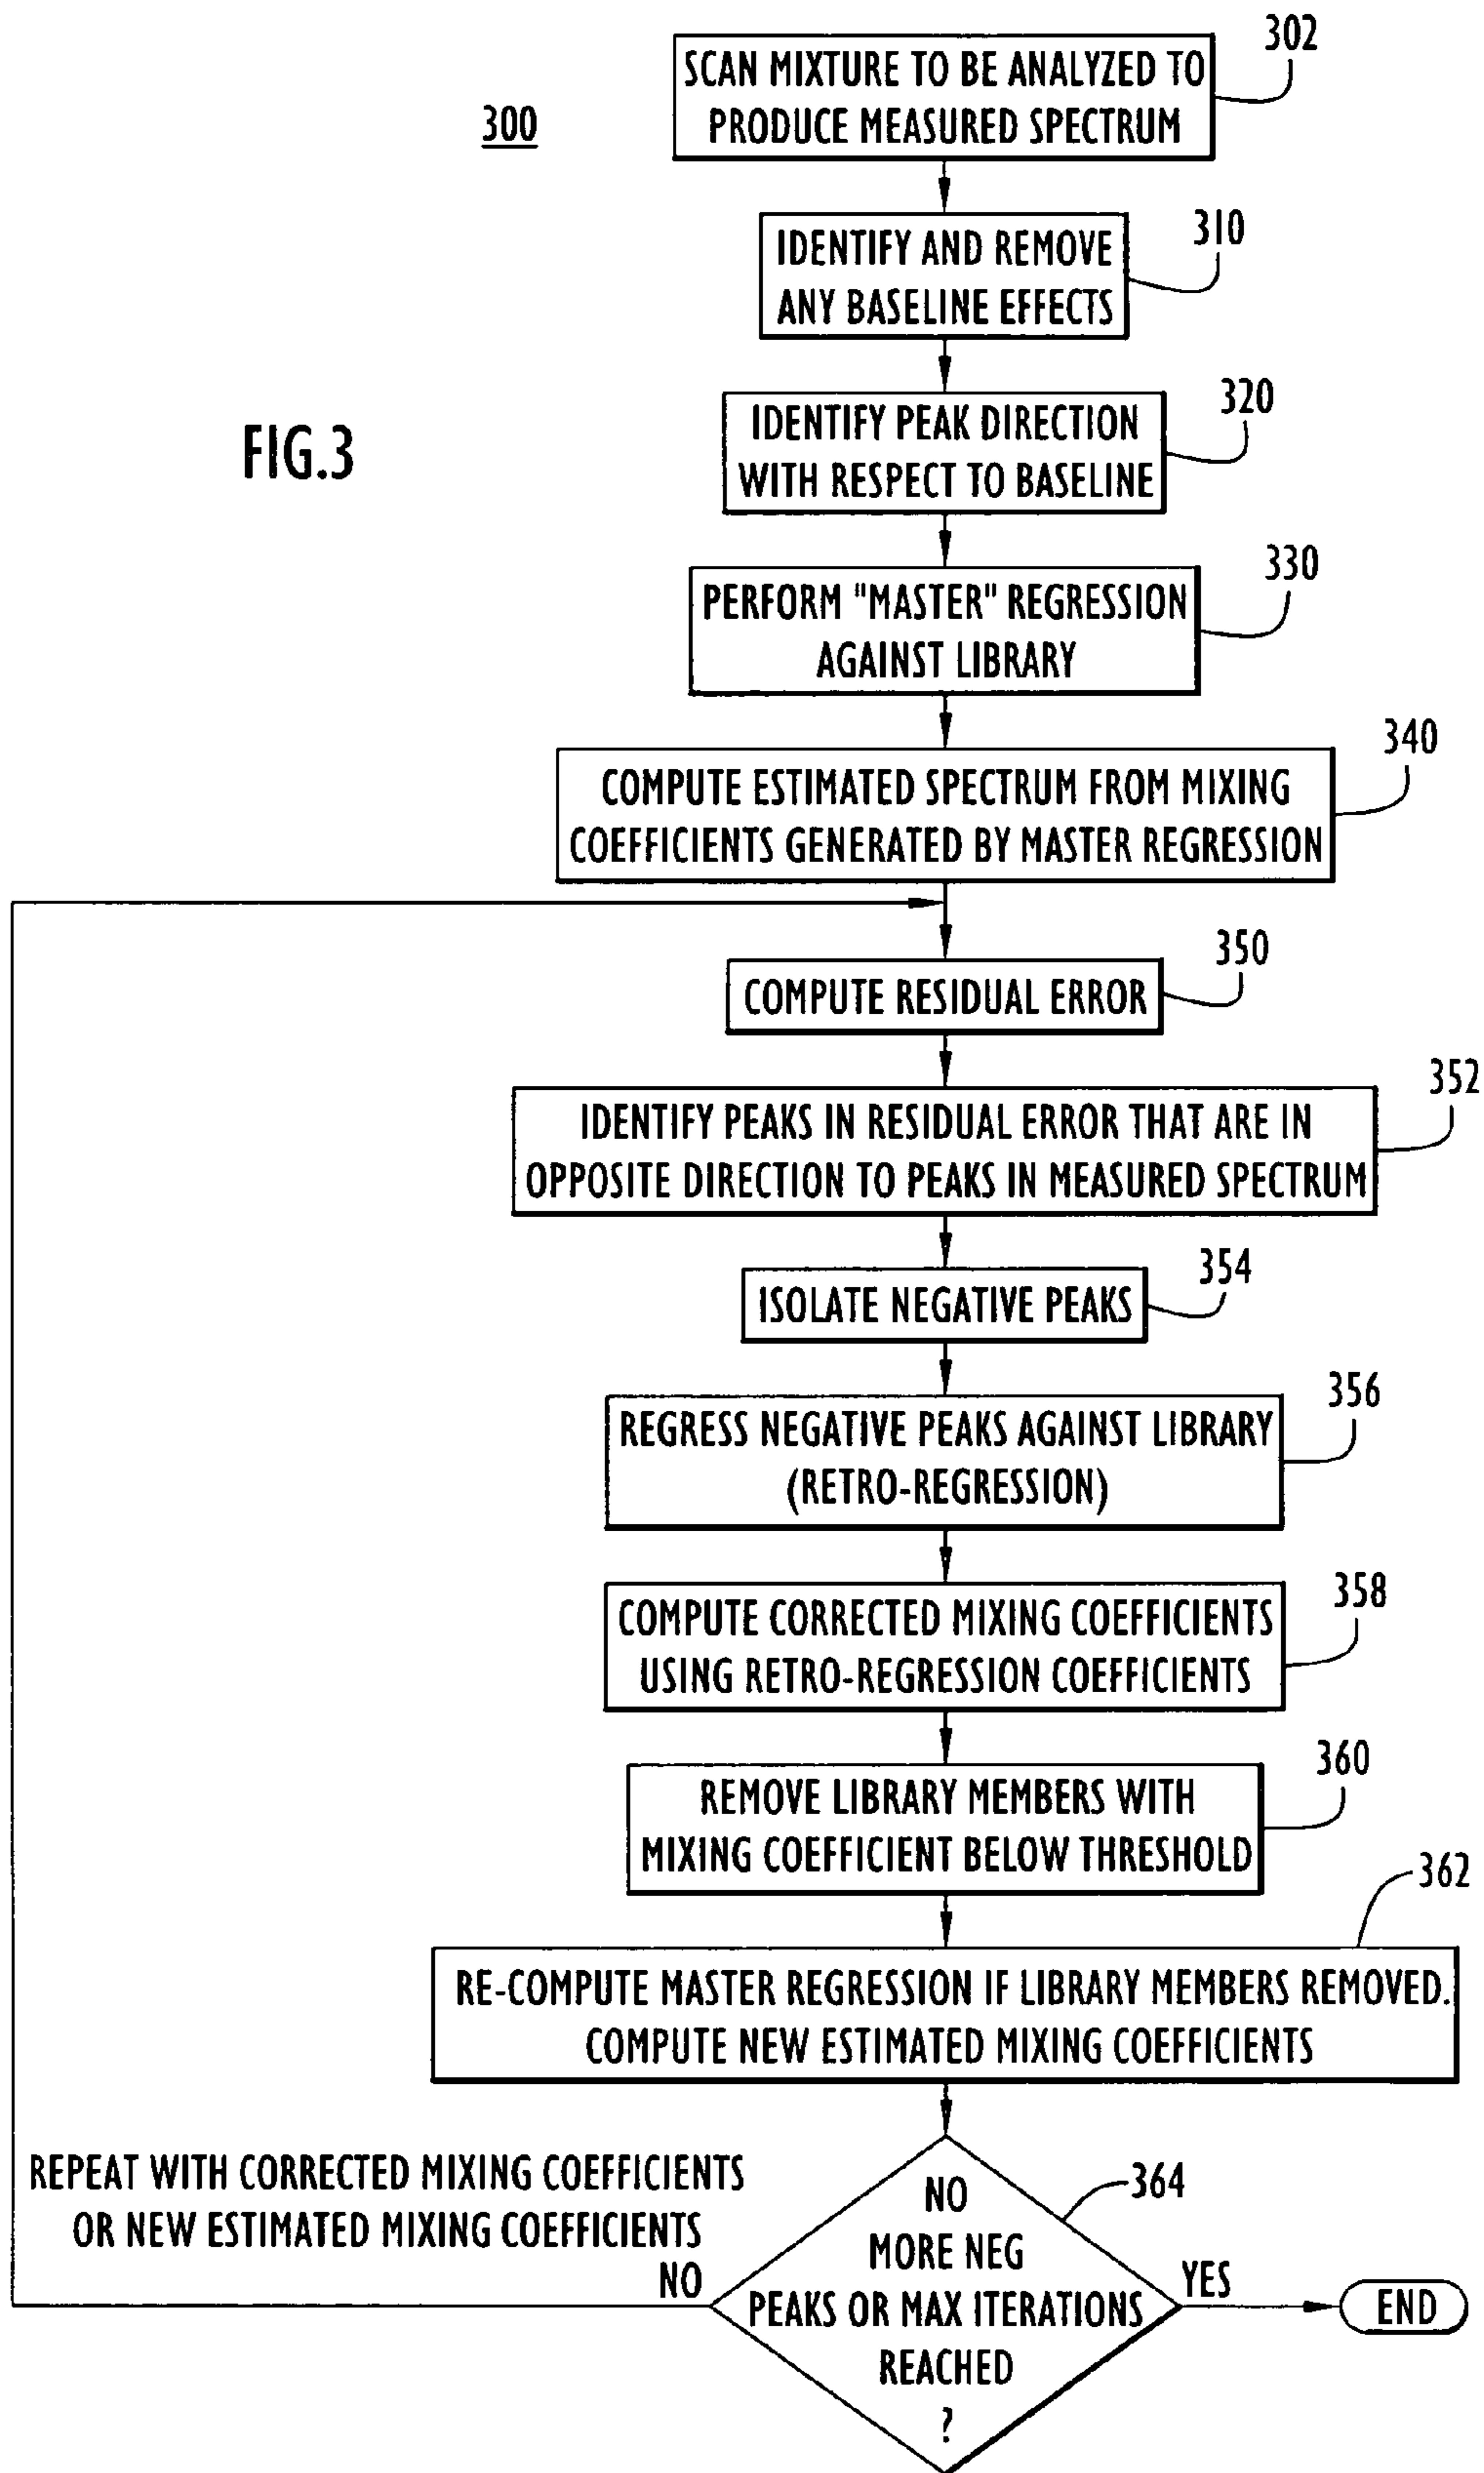 302
SCAN MIXTURE TO BE ANALYZED TO
PRODUCE MEASURED SPECTRUM
300
310
IDENTIFY AND REMOVE
ANY BASELINE EFFECTS
320
IDENTIFY PEAK DIRECTION
WITH RESPECT TO BASELINE
FIG.3
330
PERFORM "MASTER" REGRESSION
AGAINST LIBRARY
340
COMPUTE ESTIMATED SPECTRUM FROM MIXING
COEFFICIENTS GENERATED BY MASTER REGRESSION
350
COMPUTE RESIDUAL ERROR
352
IDENTIFY PEAKS IN RESIDUAL ERROR THAT ARE IN
OPPOSITE DIRECTION TO PEAKS IN MEASURED SPECTRUM
354
ISOLATE NEGATIVE PEAKS
356
REGRESS NEGATIVE PEAKS AGAINST LIBRARY
(RETRO-REGRESSION)
358
COMPUTE CORRECTED MIXING COEFFICIENTS
USING RETRO-REGRESSION COEFFICIENTS
360
REMOVE LIBRARY MEMBERS WITH
MIXING COEFFICIENT BELOW THRESHOLD
362
RE-COMPUTE MASTER REGRESSION IF LIBRARY MEMBERS REMOVED.
COMPUTE NEW ESTIMATED MIXING COEFFICIENTS
REPEAT WITH CORRECTED MIXING COEFFICIENTS
OR NEW ESTIMATED MIXING COEFFICIENTS
NO
364
NO
MORE NEG
PEAKS OR MAX ITERATIONS
REACHED
?
YES
END